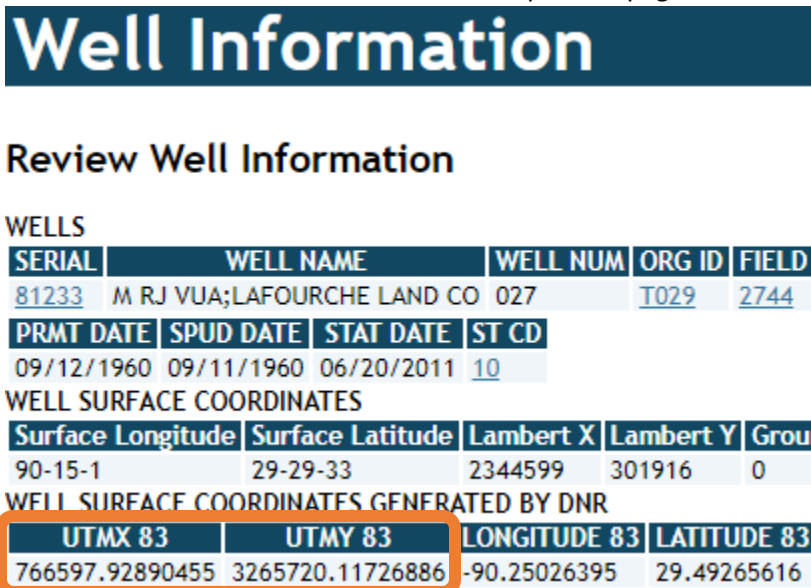 Well Information
Review Well Information
WELLS
SERIAL WELL NAME WELL NUM ORG ID FIELD
81233 M RJ VUA;LAFOURCHE LAND CO 027 T029 2744
PRMT DATE SPUD DATE STAT DATE ST CD
09/12/1960 09/11/1960 06/20/2011 10
WELL SURFACE COORDINATES
Surface Longitude Surface Latitude Lambert X Lambert Y Grou
90-15-1 29-29-33 2344599 301916 0
WELL SURFACE COORDINATES GENERATED BY DNR
UTMX 83 UTMY 83 LONGITUDE 83 LATITUDE 83
766597.92890455 3265720.11726886 -90.25026395 29.49265616